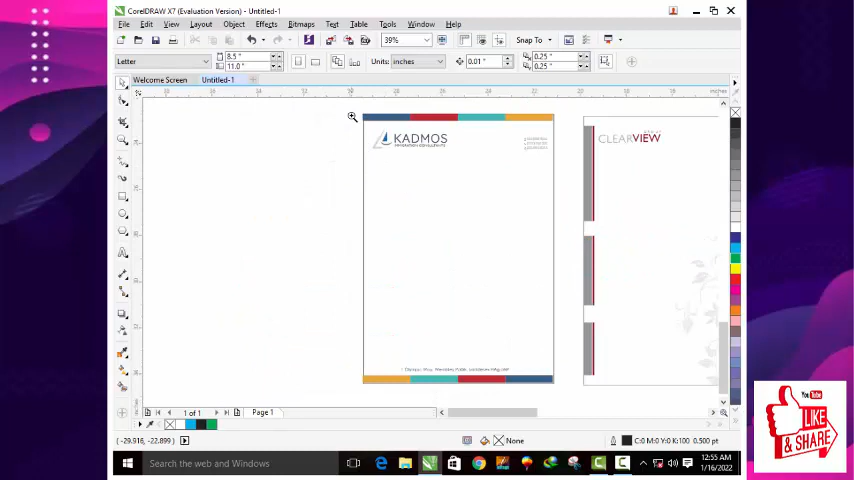 CorelDRAW X7 (Evaluation Version) - Untitled-1
File Edit View Layout Object Effects Bitmaps Text Table Tools Window Help
39% Snap To
Letter 8.5 " 11.0 " Units: inches 0.01 " 0.25 " 0.25 "
Welcome Screen Untitled-1
inches
KADMOS
CLEARVIEW
1 of 1 Page 1
(-29.916, -22.899) None C:0 M:0 Y:0 K:100 0.500 pt
Search the web and Windows
12:55 AM
1/16/2022
You Tube
LIKE
& SHARE